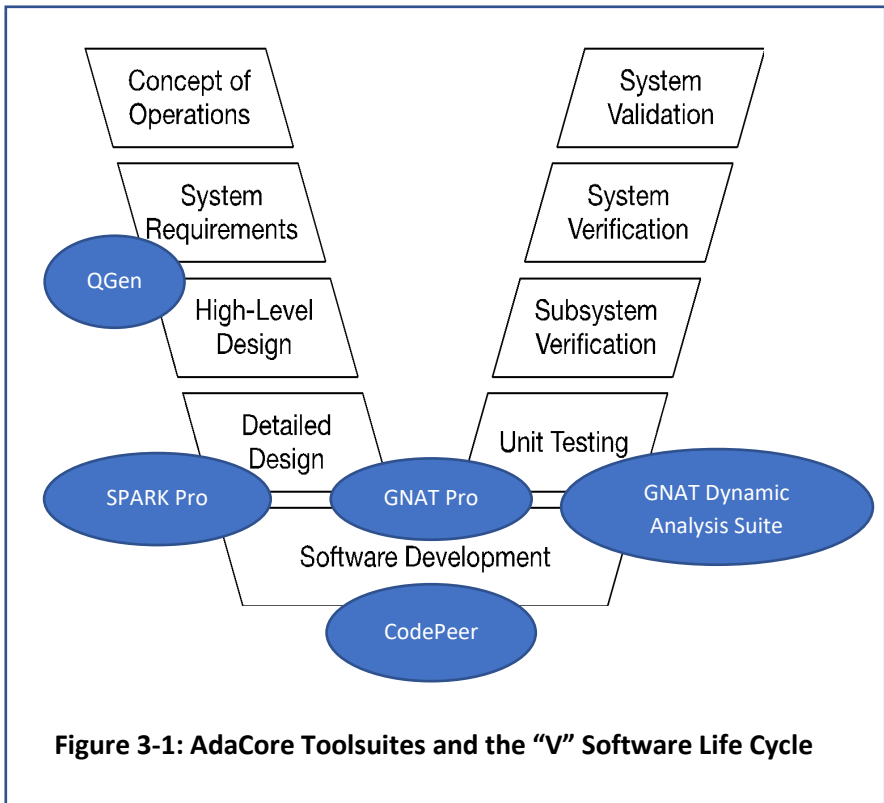 Concept of
Operations
System
Validation
System
Requirements
System
Verification
QGen
High-Level
Design
Subsystem
Verification
Detailed
Design
Unit Testing
SPARK Pro
GNAT Pro
GNAT Dynamic
Analysis Suite
Software Development
CodePeer
Figure 3-1: AdaCore Toolsuites and the “V” Software Life Cycle